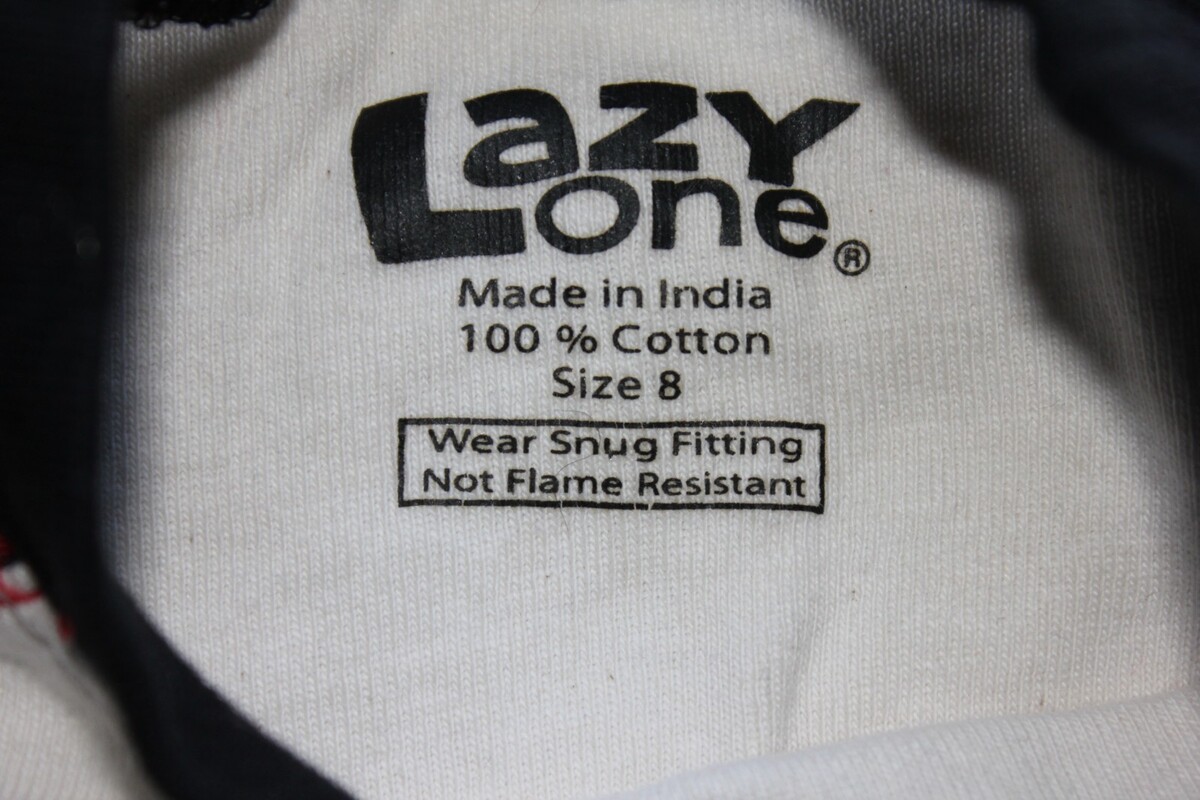 Lazy
one®
Made in India
100 % Cotton
Size 8
Wear Snug Fitting
Not Flame Resistant